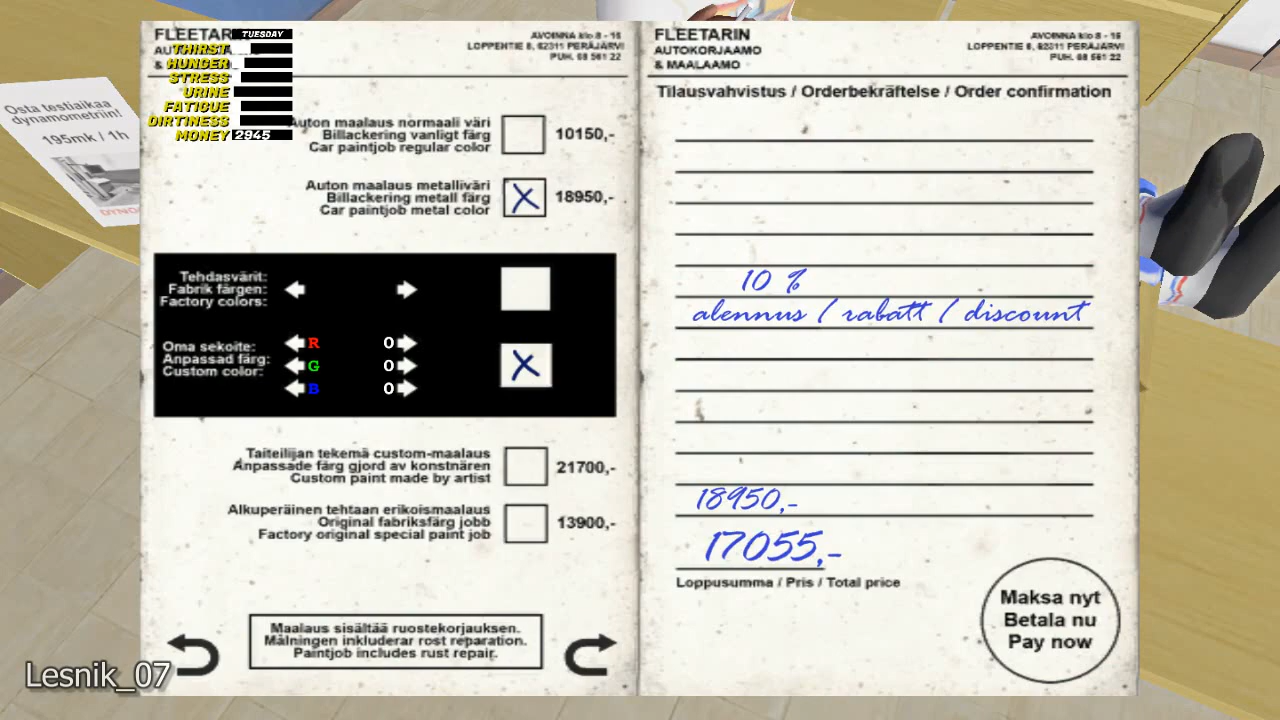 FLEETARIN
AUTOKORJAAMO
& MAALAAMO
AVOINNA klo 8 - 16
LOPPENTIE 8, 62311 PERÄJÄRVI
PUH. 08 561 22
TUESDAY
THIRST
HUNGER
STRESS
URINE
FATIGUE
DIRTINESS
MONEY 2945
Osta testiaikaa
dynamometriin!
195mk / 1h
Auton maalaus normaali väri
Billackering vanligt färg
Car paintjob regular color
10150,-
Auton maalaus metalliväri
Billackering metall färg
Car paintjob metal color
X
18950,-
Tehdasvärit:
Fabrik färgen:
Factory colors:
Oma sekoite:
Anpassad färg:
Custom color:
R 0
G 0
B 0
X
Taiteilijan tekemä custom-maalaus
Anpassade färg gjord av konstnären
Custom paint made by artist
21700,-
Alkuperäinen tehtaan erikoismaalaus
Original fabriksfärg jobb
Factory original special paint job
13900,-
Maalaus sisältää ruostekorjauksen.
Målningen inkluderar rost reparation.
Paintjob includes rust repair.
FLEETARIN
AUTOKORJAAMO
& MAALAAMO
AVOINNA klo 8 - 16
LOPPENTIE 8, 62311 PERÄJÄRVI
PUH. 08 561 22
Tilausvahvistus / Orderbekräftelse / Order confirmation
10 %
alennus / rabatt / discount
18950,-
17055,-
Loppusumma / Pris / Total price
Maksa nyt
Betala nu
Pay now
Lesnik_07